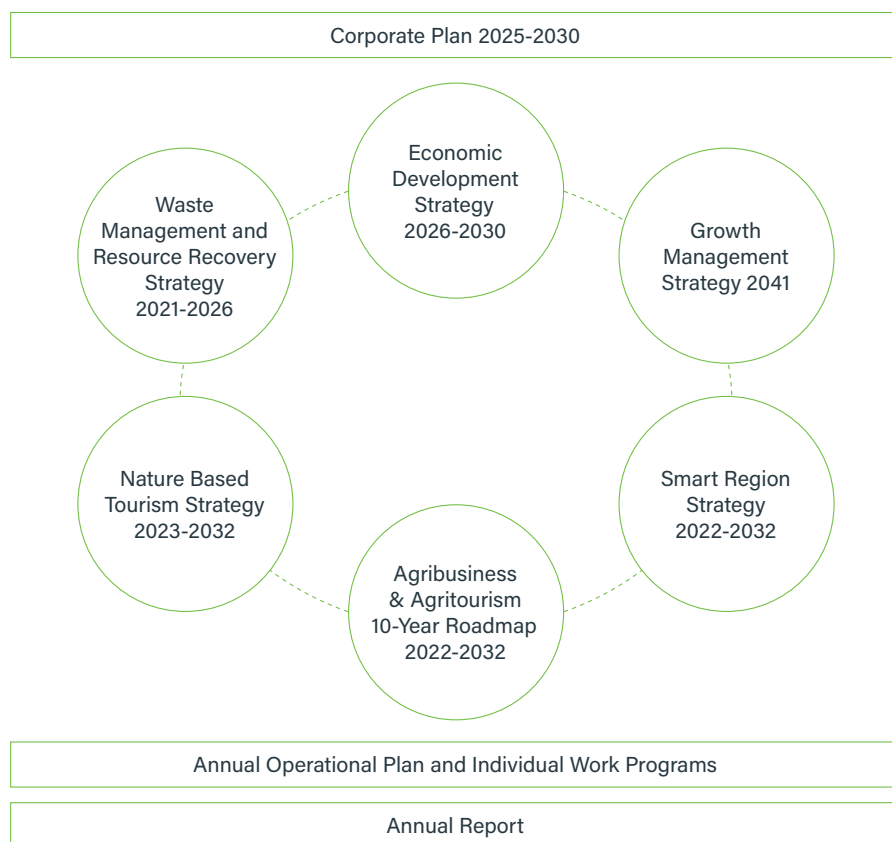 Corporate Plan 2025-2030
Economic
Development
Strategy
2026-2030
Waste
Management and
Resource Recovery
Strategy
2021-2026
Growth
Management
Strategy 2041
Nature Based
Tourism Strategy
2023-2032
Smart Region
Strategy
2022-2032
Agribusiness
& Agritourism
10-Year Roadmap
2022-2032
Annual Operational Plan and Individual Work Programs
Annual Report